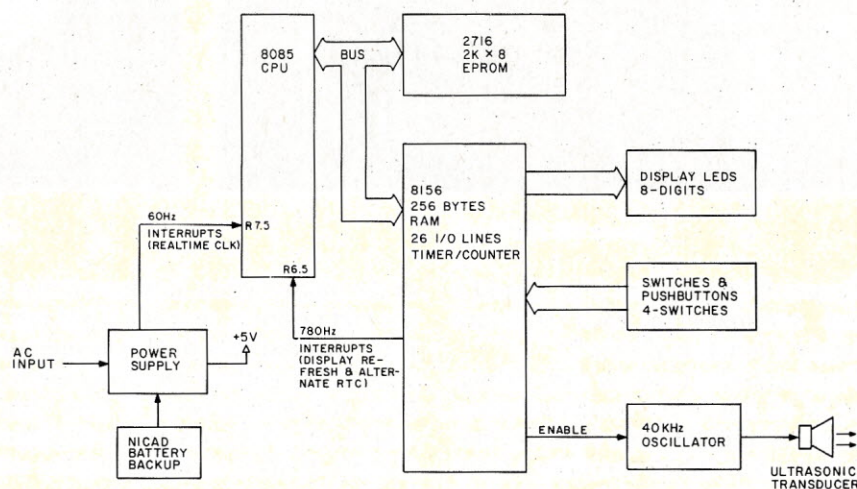 8085
CPU
BUS
2716
2K × 8
EPROM
8156
256 BYTES
RAM
26 I/O LINES
TIMER/COUNTER
DISPLAY LEDS
8-DIGITS
60Hz
INTERRUPTS
(REALTIME CLK)
R7.5
R6.5
SWITCHES &
PUSHBUTTONS
4-SWITCHES
780Hz
INTERRUPTS
(DISPLAY RE-
FRESH & ALTER-
NATE RTC)
+5V
AC
INPUT
POWER
SUPPLY
NICAD
BATTERY
BACKUP
ENABLE
40KHz
OSCILLATOR
ULTRASONIC
TRANSDUCER